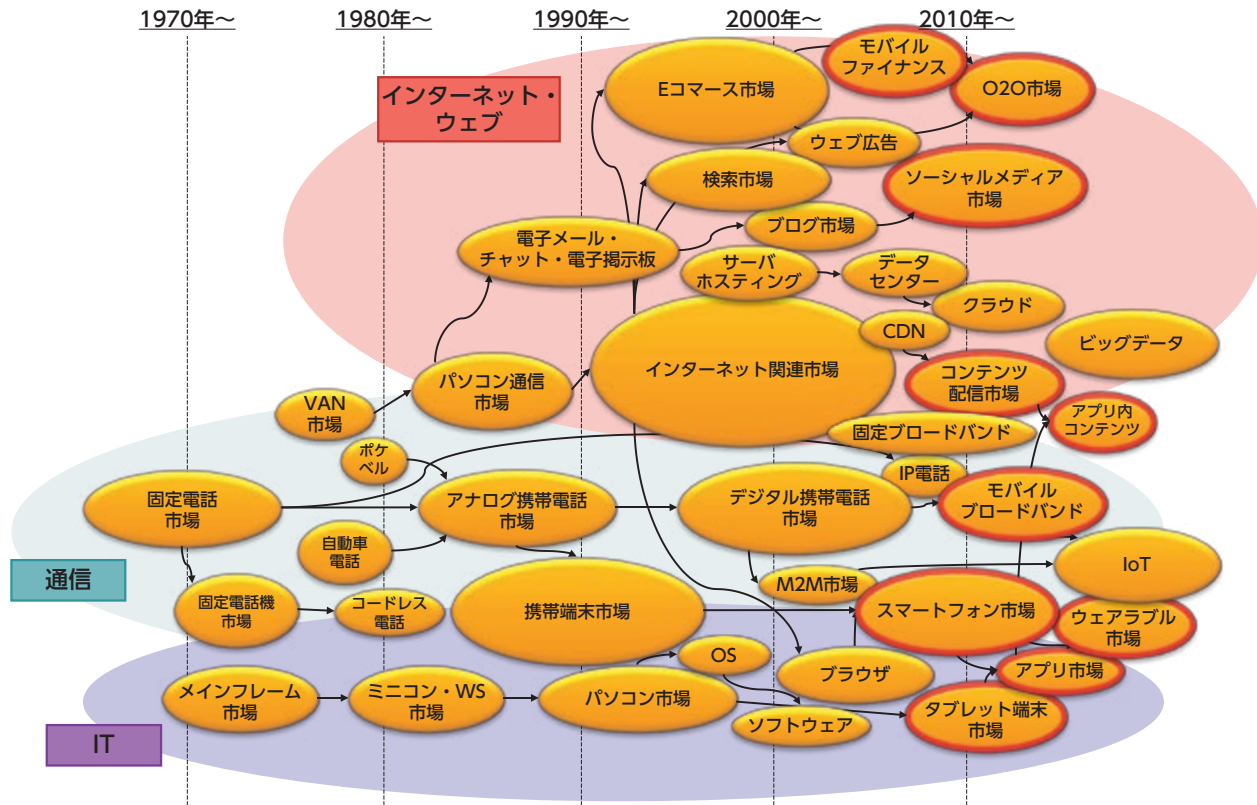 1970年～
1980年～
1990年～
2000年～
2010年～
インターネット・
ウェブ
Eコマース市場
モバイル
ファイナンス
O2O市場
ウェブ広告
検索市場
ソーシャルメディア
市場
ブログ市場
電子メール・
チャット・電子掲示板
サーバ
ホスティング
データ
センター
クラウド
CDN
ビッグデータ
インターネット関連市場
コンテンツ
配信市場
パソコン通信
市場
VAN
市場
アプリ内
コンテンツ
固定ブロードバンド
ポケ
ベル
IP電話
固定電話
市場
アナログ携帯電話
市場
デジタル携帯電話
市場
モバイル
ブロードバンド
自動車
電話
IoT
通信
M2M市場
固定電話機
市場
コードレス
電話
携帯端末市場
スマートフォン市場
ウェアラブル
市場
OS
ブラウザ
アプリ市場
メインフレーム
市場
ミニコン・WS
市場
パソコン市場
ソフトウェア
タブレット端末
市場
IT